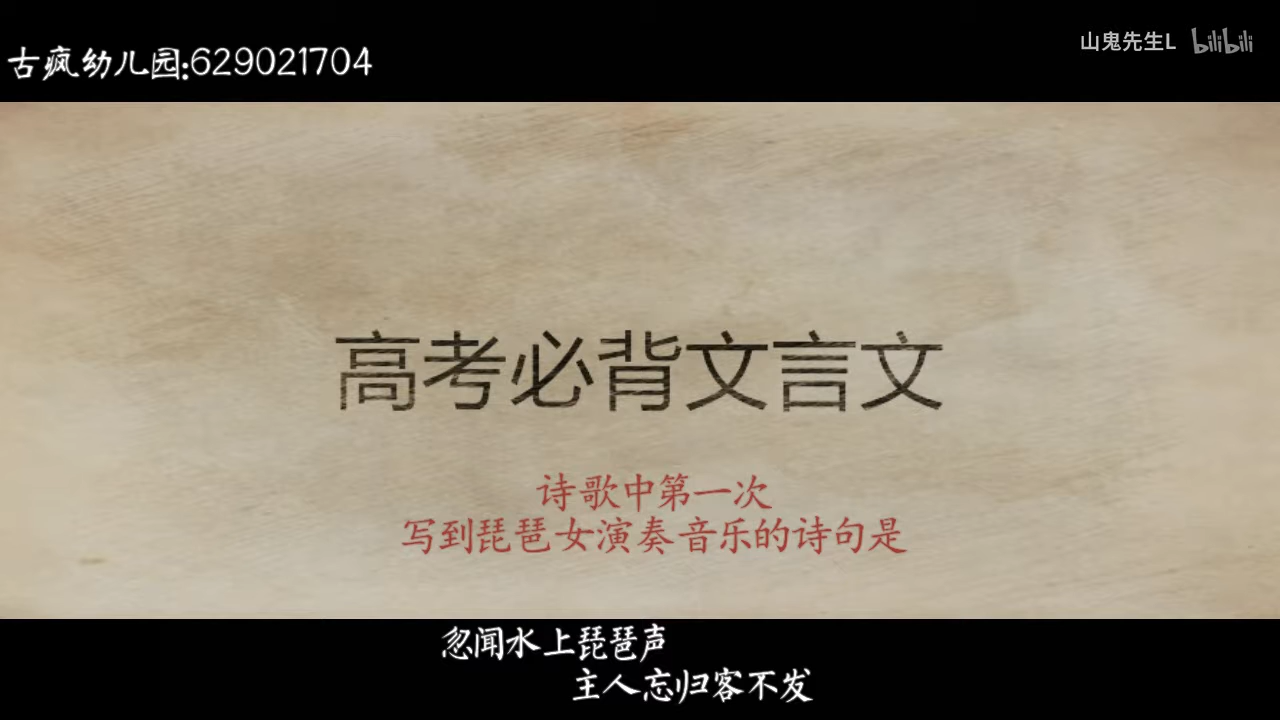 古疯幼儿园:629021704
山鬼先生L bilibili
高考必背文言文
诗歌中第一次
写到琵琶女演奏音乐的诗句是
忽闻水上琵琶声
主人忘归客不发